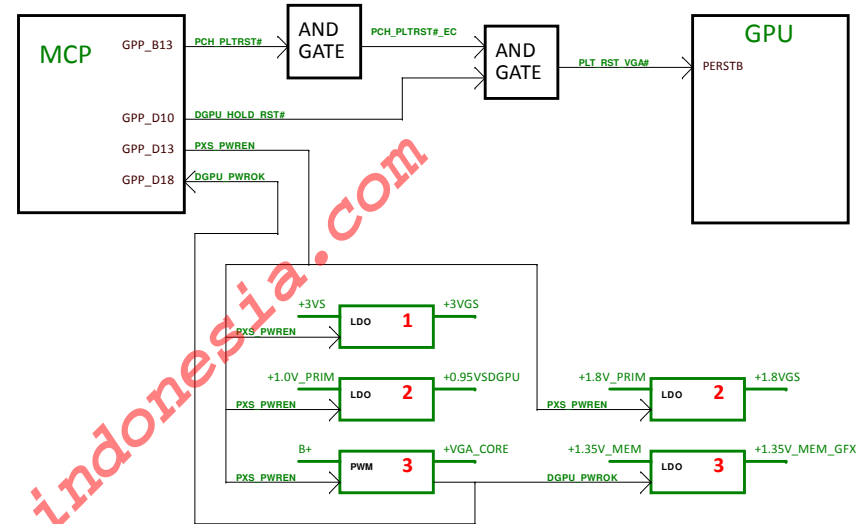 MCP
GPP_B13
PCH_PLTRST#
AND
GATE
PCH_PLTRST#_EC
AND
GATE
PLT_RST_VGA#
GPU
PERSTB
GPP_D10
DGPU_HOLD_RST#
GPP_D13
PXS_PWREN
GPP_D18
DGPU_PWROK
+3VS
LDO
1
+3VGS
PXS_PWREN
+1.0V_PRIM
LDO
2
+0.95VSDGPU
PXS_PWREN
+1.8V_PRIM
LDO
2
+1.8VGS
PXS_PWREN
B+
PWM
3
+VGA_CORE
PXS_PWREN
+1.35V_MEM
LDO
3
+1.35V_MEM_GFX
DGPU_PWROK
indonesia.com